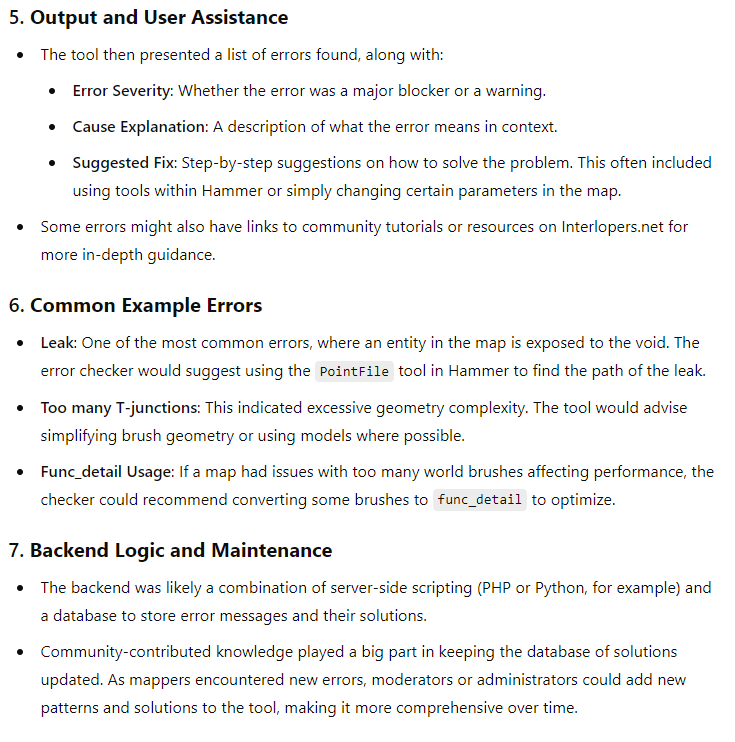 5. Output and User Assistance
The tool then presented a list of errors found, along with:
Error Severity: Whether the error was a major blocker or a warning.
Cause Explanation: A description of what the error means in context.
Suggested Fix: Step-by-step suggestions on how to solve the problem. This often included
using tools within Hammer or simply changing certain parameters in the map.
Some errors might also have links to community tutorials or resources on Interlopers.net for
more in-depth guidance.
6. Common Example Errors
Leak: One of the most common errors, where an entity in the map is exposed to the void. The
error checker would suggest using the PointFile tool in Hammer to find the path of the leak.
Too many T-junctions: This indicated excessive geometry complexity. The tool would advise
simplifying brush geometry or using models where possible.
Func_detail Usage: If a map had issues with too many world brushes affecting performance, the
checker could recommend converting some brushes to func_detail to optimize.
7. Backend Logic and Maintenance
The backend was likely a combination of server-side scripting (PHP or Python, for example) and
a database to store error messages and their solutions.
Community-contributed knowledge played a big part in keeping the database of solutions
updated. As mappers encountered new errors, moderators or administrators could add new
patterns and solutions to the tool, making it more comprehensive over time.